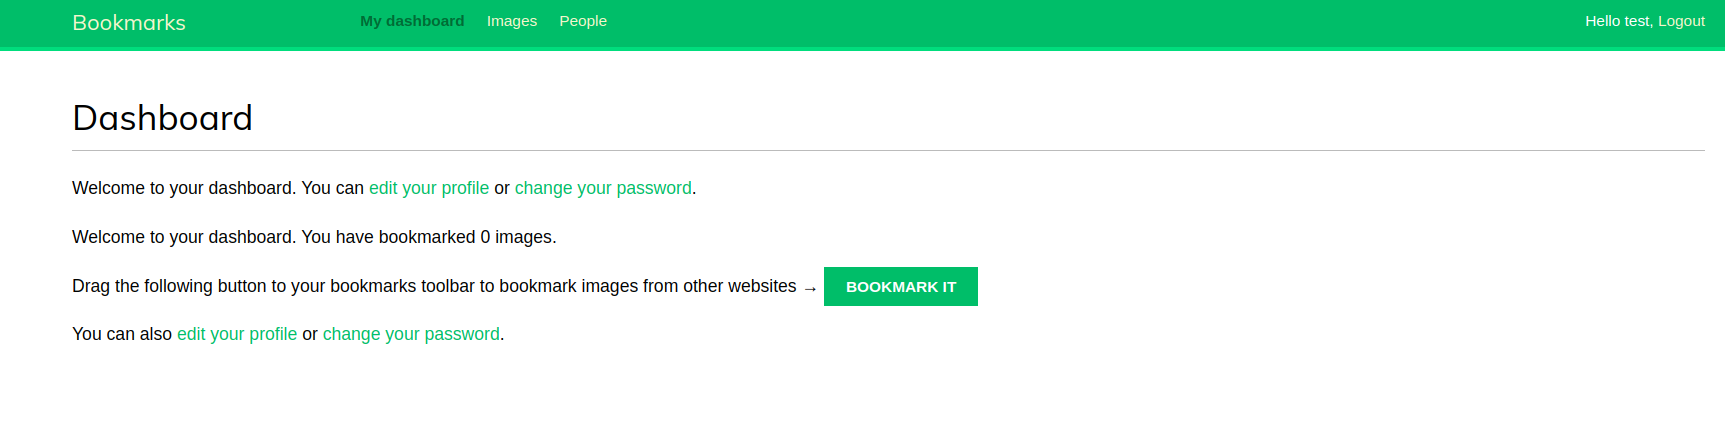 Bookmarks My dashboard Images People Hello test, Logout
Dashboard
Welcome to your dashboard. You can edit your profile or change your password.
Welcome to your dashboard. You have bookmarked 0 images.
Drag the following button to your bookmarks toolbar to bookmark images from other websites → BOOKMARK IT
You can also edit your profile or change your password.